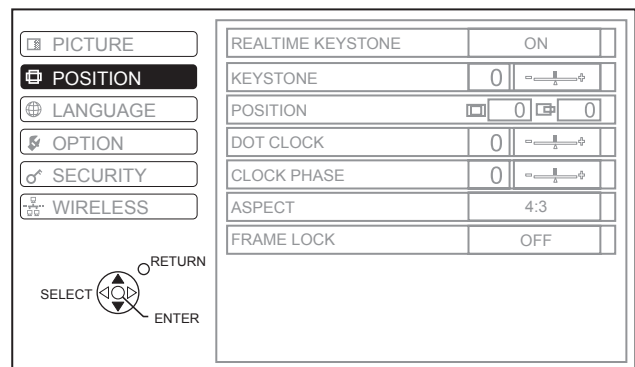 PICTURE
POSITION
LANGUAGE
OPTION
SECURITY
WIRELESS
RETURN
SELECT
ENTER
REALTIME KEYSTONE ON
KEYSTONE 0
POSITION 0 0
DOT CLOCK 0
CLOCK PHASE 0
ASPECT 4:3
FRAME LOCK OFF